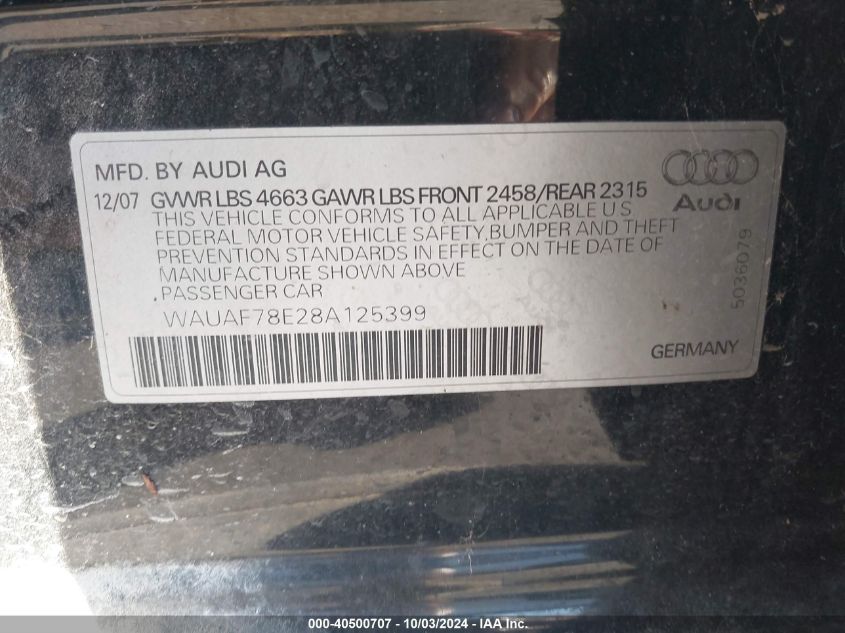 MFD. BY AUDI AG
12/07 GVWR LBS 4663 GAWR LBS FRONT 2458/REAR 2315
THIS VEHICLE CONFORMS TO ALL APPLICABLE U S
FEDERAL MOTOR VEHICLE SAFETY,BUMPER AND THEFT
PREVENTION STANDARDS IN EFFECT ON THE DATE OF
MANUFACTURE SHOWN ABOVE
.PASSENGER CAR
WAUAF78E28A125399
Audi
5036079
GERMANY
000-40500707 - 10/03/2024 - IAA Inc.